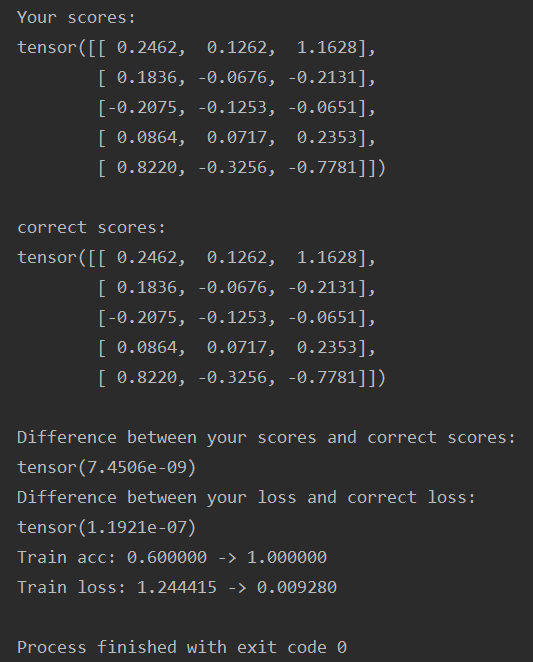 Your scores:
tensor([[ 0.2462,  0.1262,  1.1628],
        [ 0.1836, -0.0676, -0.2131],
        [-0.2075, -0.1253, -0.0651],
        [ 0.0864,  0.0717,  0.2353],
        [ 0.8220, -0.3256, -0.7781]])

correct scores:
tensor([[ 0.2462,  0.1262,  1.1628],
        [ 0.1836, -0.0676, -0.2131],
        [-0.2075, -0.1253, -0.0651],
        [ 0.0864,  0.0717,  0.2353],
        [ 0.8220, -0.3256, -0.7781]])

Difference between your scores and correct scores:
tensor(7.4506e-09)
Difference between your loss and correct loss:
tensor(1.1921e-07)
Train acc: 0.600000 -> 1.000000
Train loss: 1.244415 -> 0.009280

Process finished with exit code 0